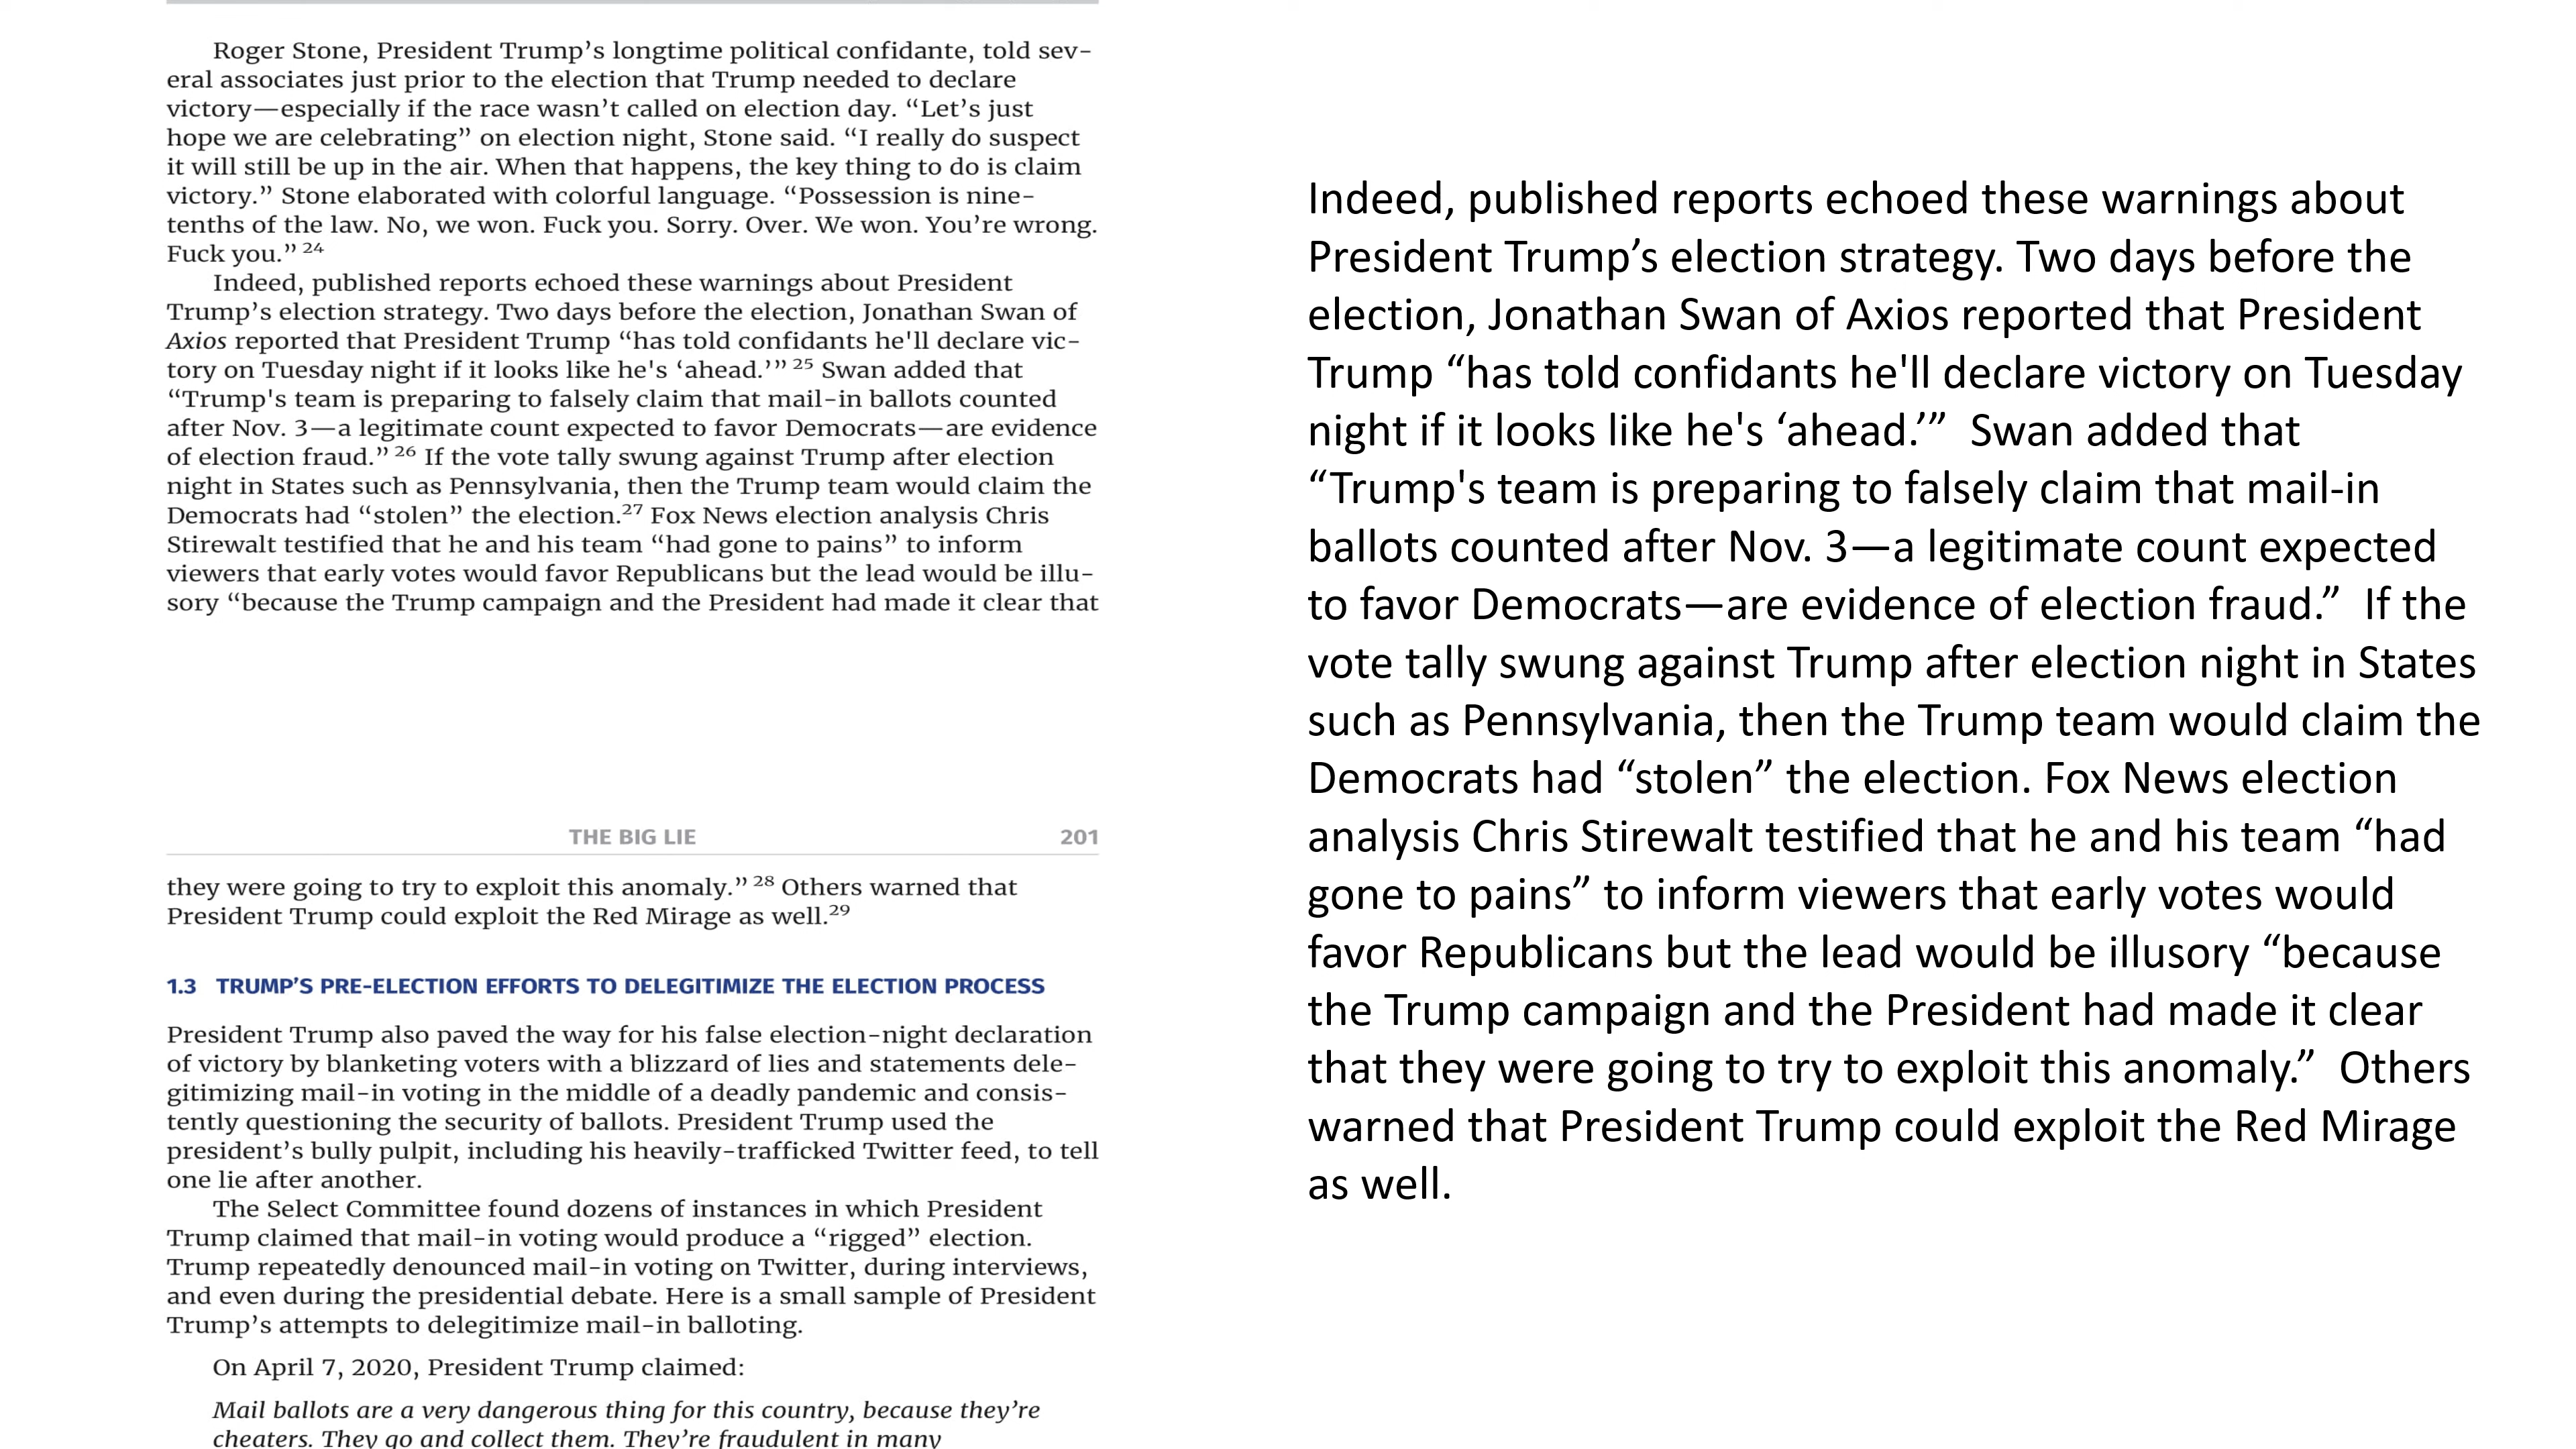 Roger Stone, President Trump’s longtime political confidante, told sev-
eral associates just prior to the election that Trump needed to declare
victory—especially if the race wasn’t called on election day. “Let’s just
hope we are celebrating” on election night, Stone said. “I really do suspect
it will still be up in the air. When that happens, the key thing to do is claim
victory.” Stone elaborated with colorful language. “Possession is nine-
tenths of the law. No, we won. Fuck you. Sorry. Over. We won. You’re wrong.
Fuck you.” 24
Indeed, published reports echoed these warnings about President
Trump’s election strategy. Two days before the election, Jonathan Swan of
Axios reported that President Trump “has told confidants he'll declare vic-
tory on Tuesday night if it looks like he's ‘ahead.’” 25 Swan added that
“Trump's team is preparing to falsely claim that mail-in ballots counted
after Nov. 3—a legitimate count expected to favor Democrats—are evidence
of election fraud.” 26 If the vote tally swung against Trump after election
night in States such as Pennsylvania, then the Trump team would claim the
Democrats had “stolen” the election.27 Fox News election analysis Chris
Stirewalt testified that he and his team “had gone to pains” to inform
viewers that early votes would favor Republicans but the lead would be illu-
sory “because the Trump campaign and the President had made it clear that
THE BIG LIE 201
they were going to try to exploit this anomaly.” 28 Others warned that
President Trump could exploit the Red Mirage as well.29
1.3 TRUMP’S PRE-ELECTION EFFORTS TO DELEGITIMIZE THE ELECTION PROCESS
President Trump also paved the way for his false election-night declaration
of victory by blanketing voters with a blizzard of lies and statements dele-
gitimizing mail-in voting in the middle of a deadly pandemic and consis-
tently questioning the security of ballots. President Trump used the
president’s bully pulpit, including his heavily-trafficked Twitter feed, to tell
one lie after another.
The Select Committee found dozens of instances in which President
Trump claimed that mail-in voting would produce a “rigged” election.
Trump repeatedly denounced mail-in voting on Twitter, during interviews,
and even during the presidential debate. Here is a small sample of President
Trump’s attempts to delegitimize mail-in balloting.
On April 7, 2020, President Trump claimed:
Mail ballots are a very dangerous thing for this country, because they’re
cheaters. They go and collect them. They’re fraudulent in many
Indeed, published reports echoed these warnings about
President Trump’s election strategy. Two days before the
election, Jonathan Swan of Axios reported that President
Trump “has told confidants he'll declare victory on Tuesday
night if it looks like he's ‘ahead.’”  Swan added that
“Trump's team is preparing to falsely claim that mail-in
ballots counted after Nov. 3—a legitimate count expected
to favor Democrats—are evidence of election fraud.”  If the
vote tally swung against Trump after election night in States
such as Pennsylvania, then the Trump team would claim the
Democrats had “stolen” the election. Fox News election
analysis Chris Stirewalt testified that he and his team “had
gone to pains” to inform viewers that early votes would
favor Republicans but the lead would be illusory “because
the Trump campaign and the President had made it clear
that they were going to try to exploit this anomaly.”  Others
warned that President Trump could exploit the Red Mirage
as well.